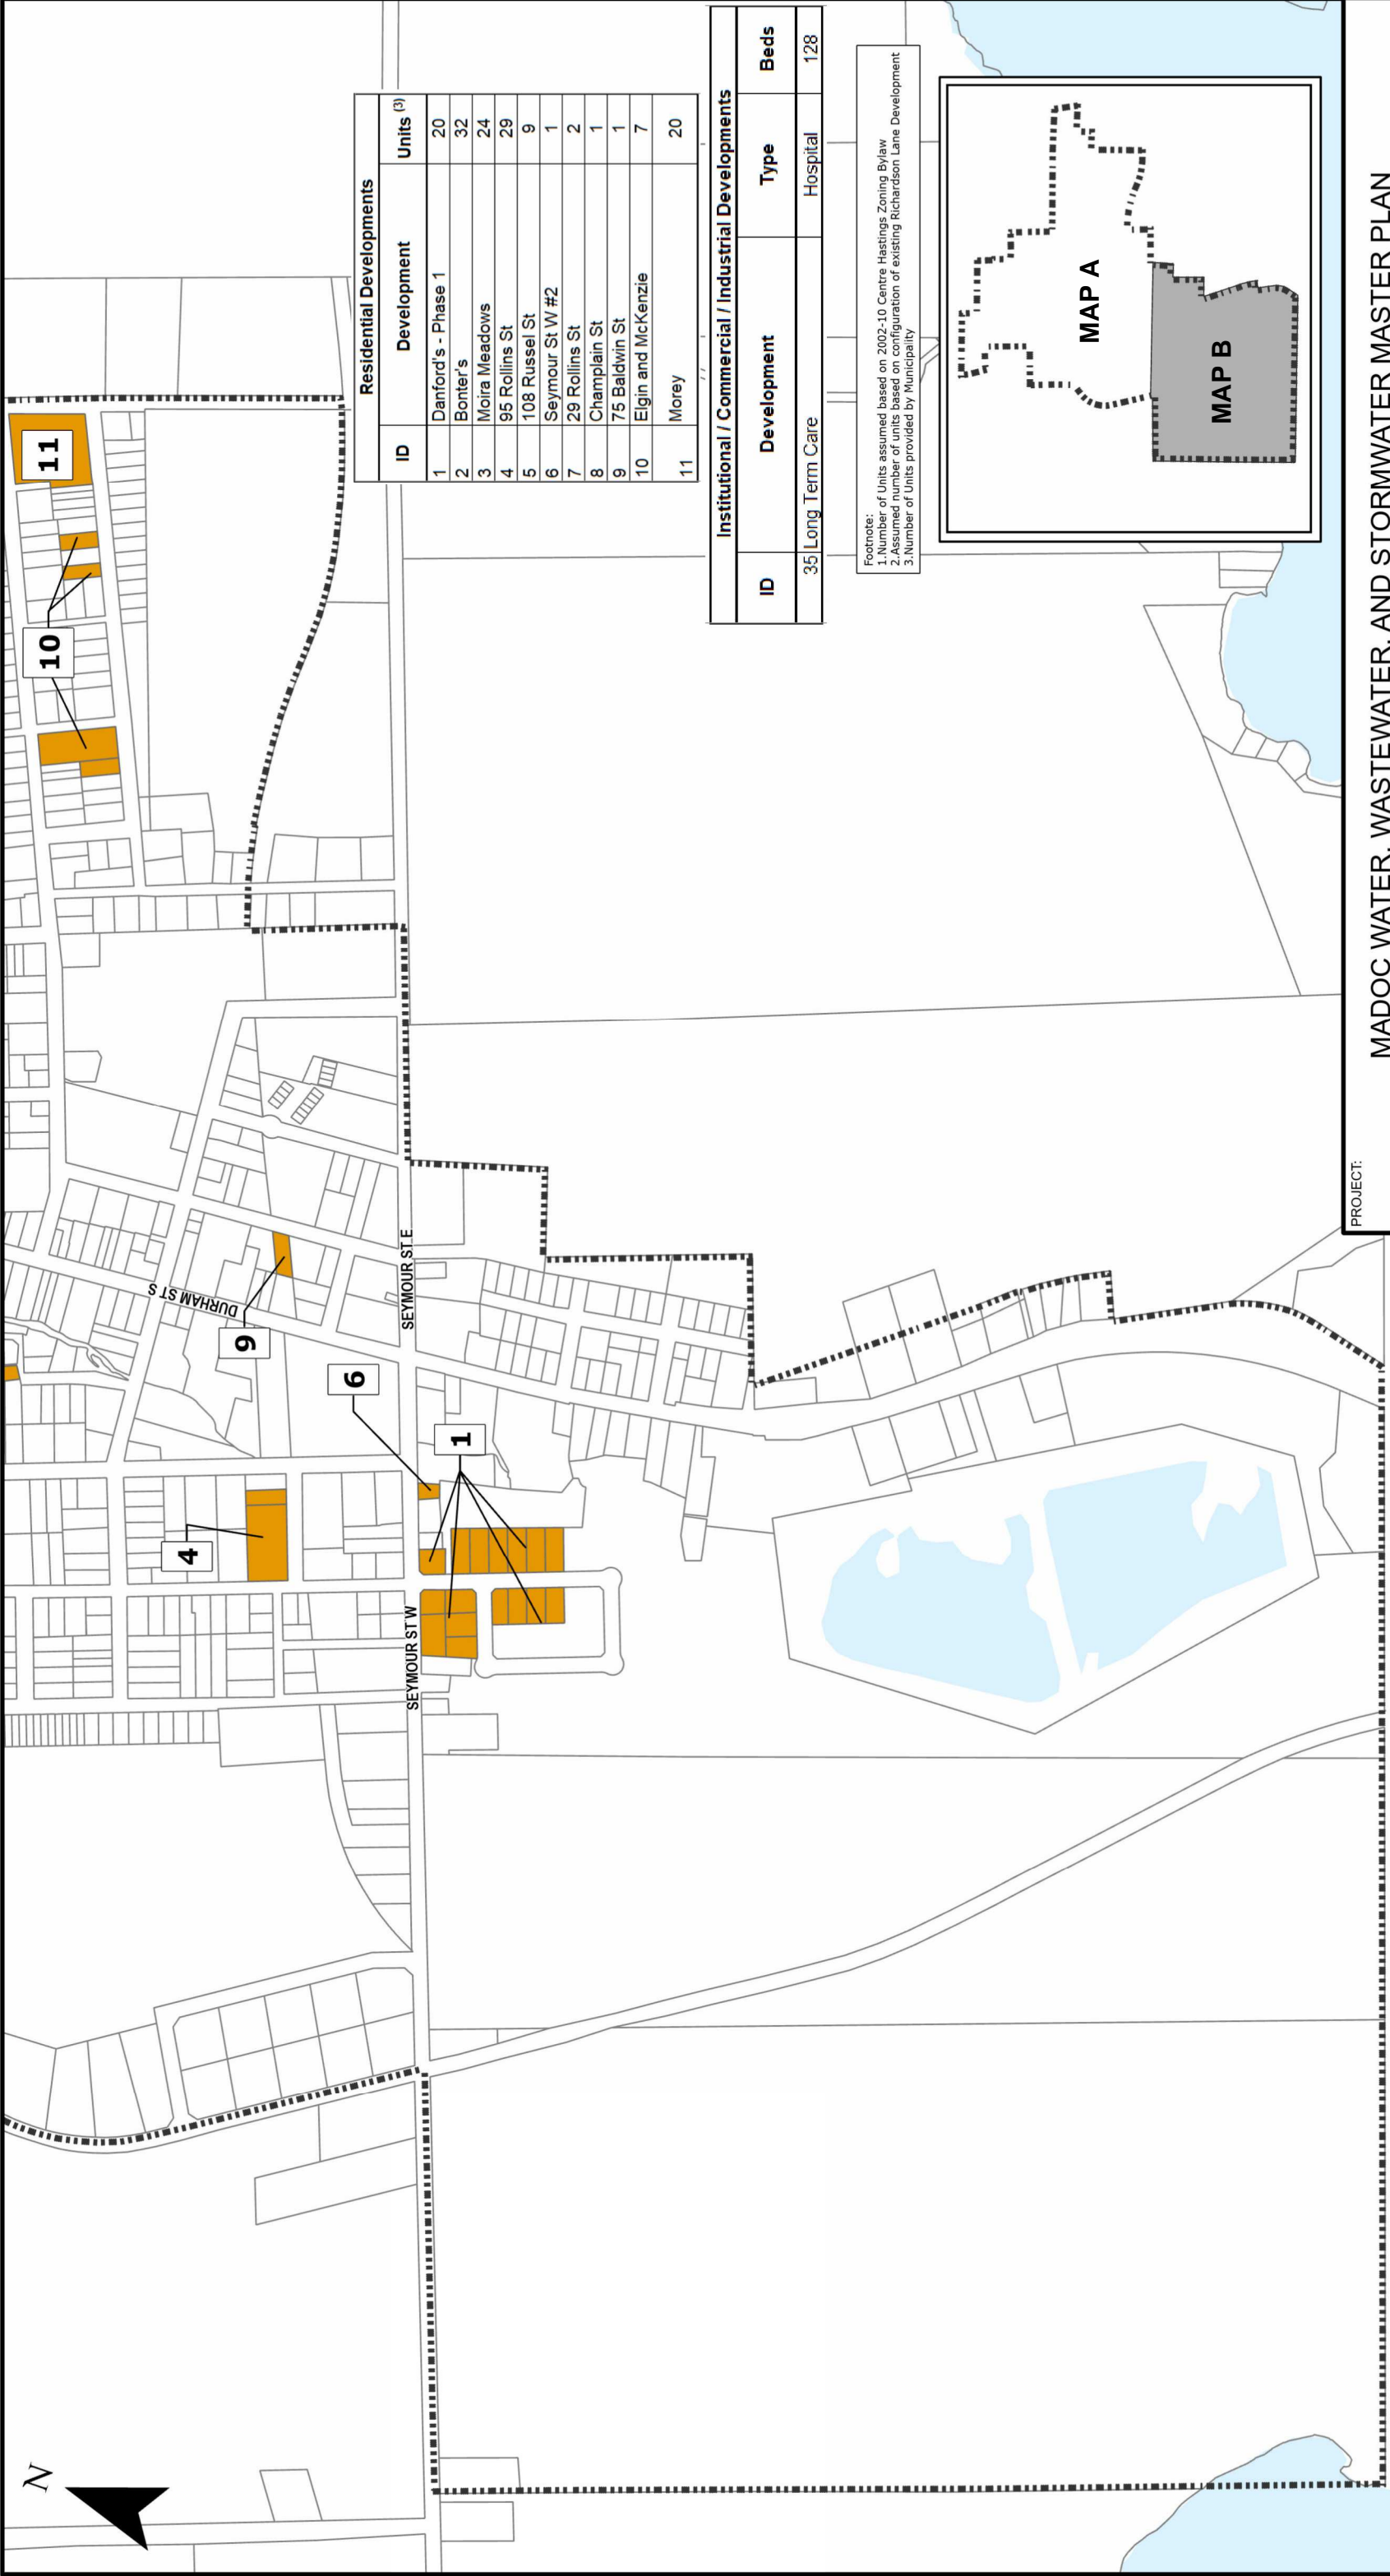 N
11
10
9
6
4
1
DURHAM ST S
SEYMOUR ST E
SEYMOUR ST W
Residential Developments
ID Development Units (3)
1 Danford's - Phase 1 20
2 Bonter's 32
3 Moira Meadows 24
4 95 Rollins St 29
5 108 Russel St 9
6 Seymour St W #2 1
7 29 Rollins St 2
8 Champlain St 1
9 75 Baldwin St 1
10 Elgin and McKenzie 7
11 Morey 20
Institutional / Commercial / Industrial Developments
ID Development Type Beds
35 Long Term Care Hospital 128
Footnote:
1.Number of Units assumed based on 2002-10 Centre Hastings Zoning Bylaw
2.Assumed number of units based on configuration of existing Richardson Lane Development
3.Number of Units provided by Municipality
MAP A
MAP B
PROJECT:
MADOC WATER, WASTEWATER, AND STORMWATER MASTER PLAN